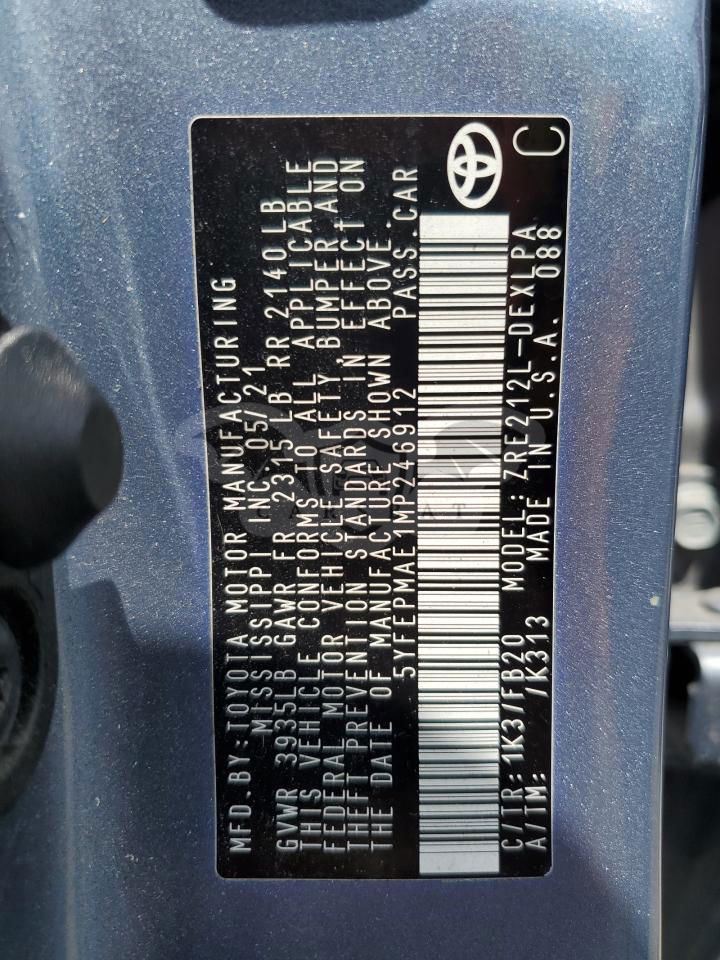 MFD.BY:TOYOTA MOTOR MANUFACTURING
MISSISSIPPI INC. 05/21
GVWR 3935LB GAWR FR 2315LB RR 2140LB
THIS VEHICLE CONFORMS TO ALL APPLICABLE
FEDERAL MOTOR VEHICLE SAFETY, BUMPER AND
THEFT PREVENTION STANDARDS IN EFFECT ON
THE DATE OF MANUFACTURE SHOWN ABOVE.
5YFEPMAE1MP246912 PASS.CAR
C/TR: 1K3/FB20 MODEL: ZRE212L-DEXLPA
A/TM: /K313 MADE IN U.S.A. 088
C